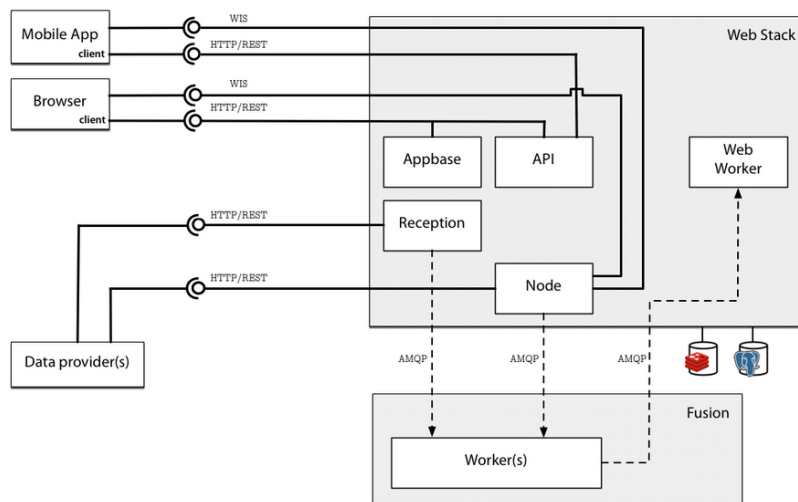 Mobile App
client
WIS
HTTP/REST
Web Stack
Browser
client
WIS
HTTP/REST
Appbase
API
Web
Worker
Reception
HTTP/REST
HTTP/REST
Node
Data provider(s)
AMQP
AMQP
AMQP
Fusion
Worker(s)